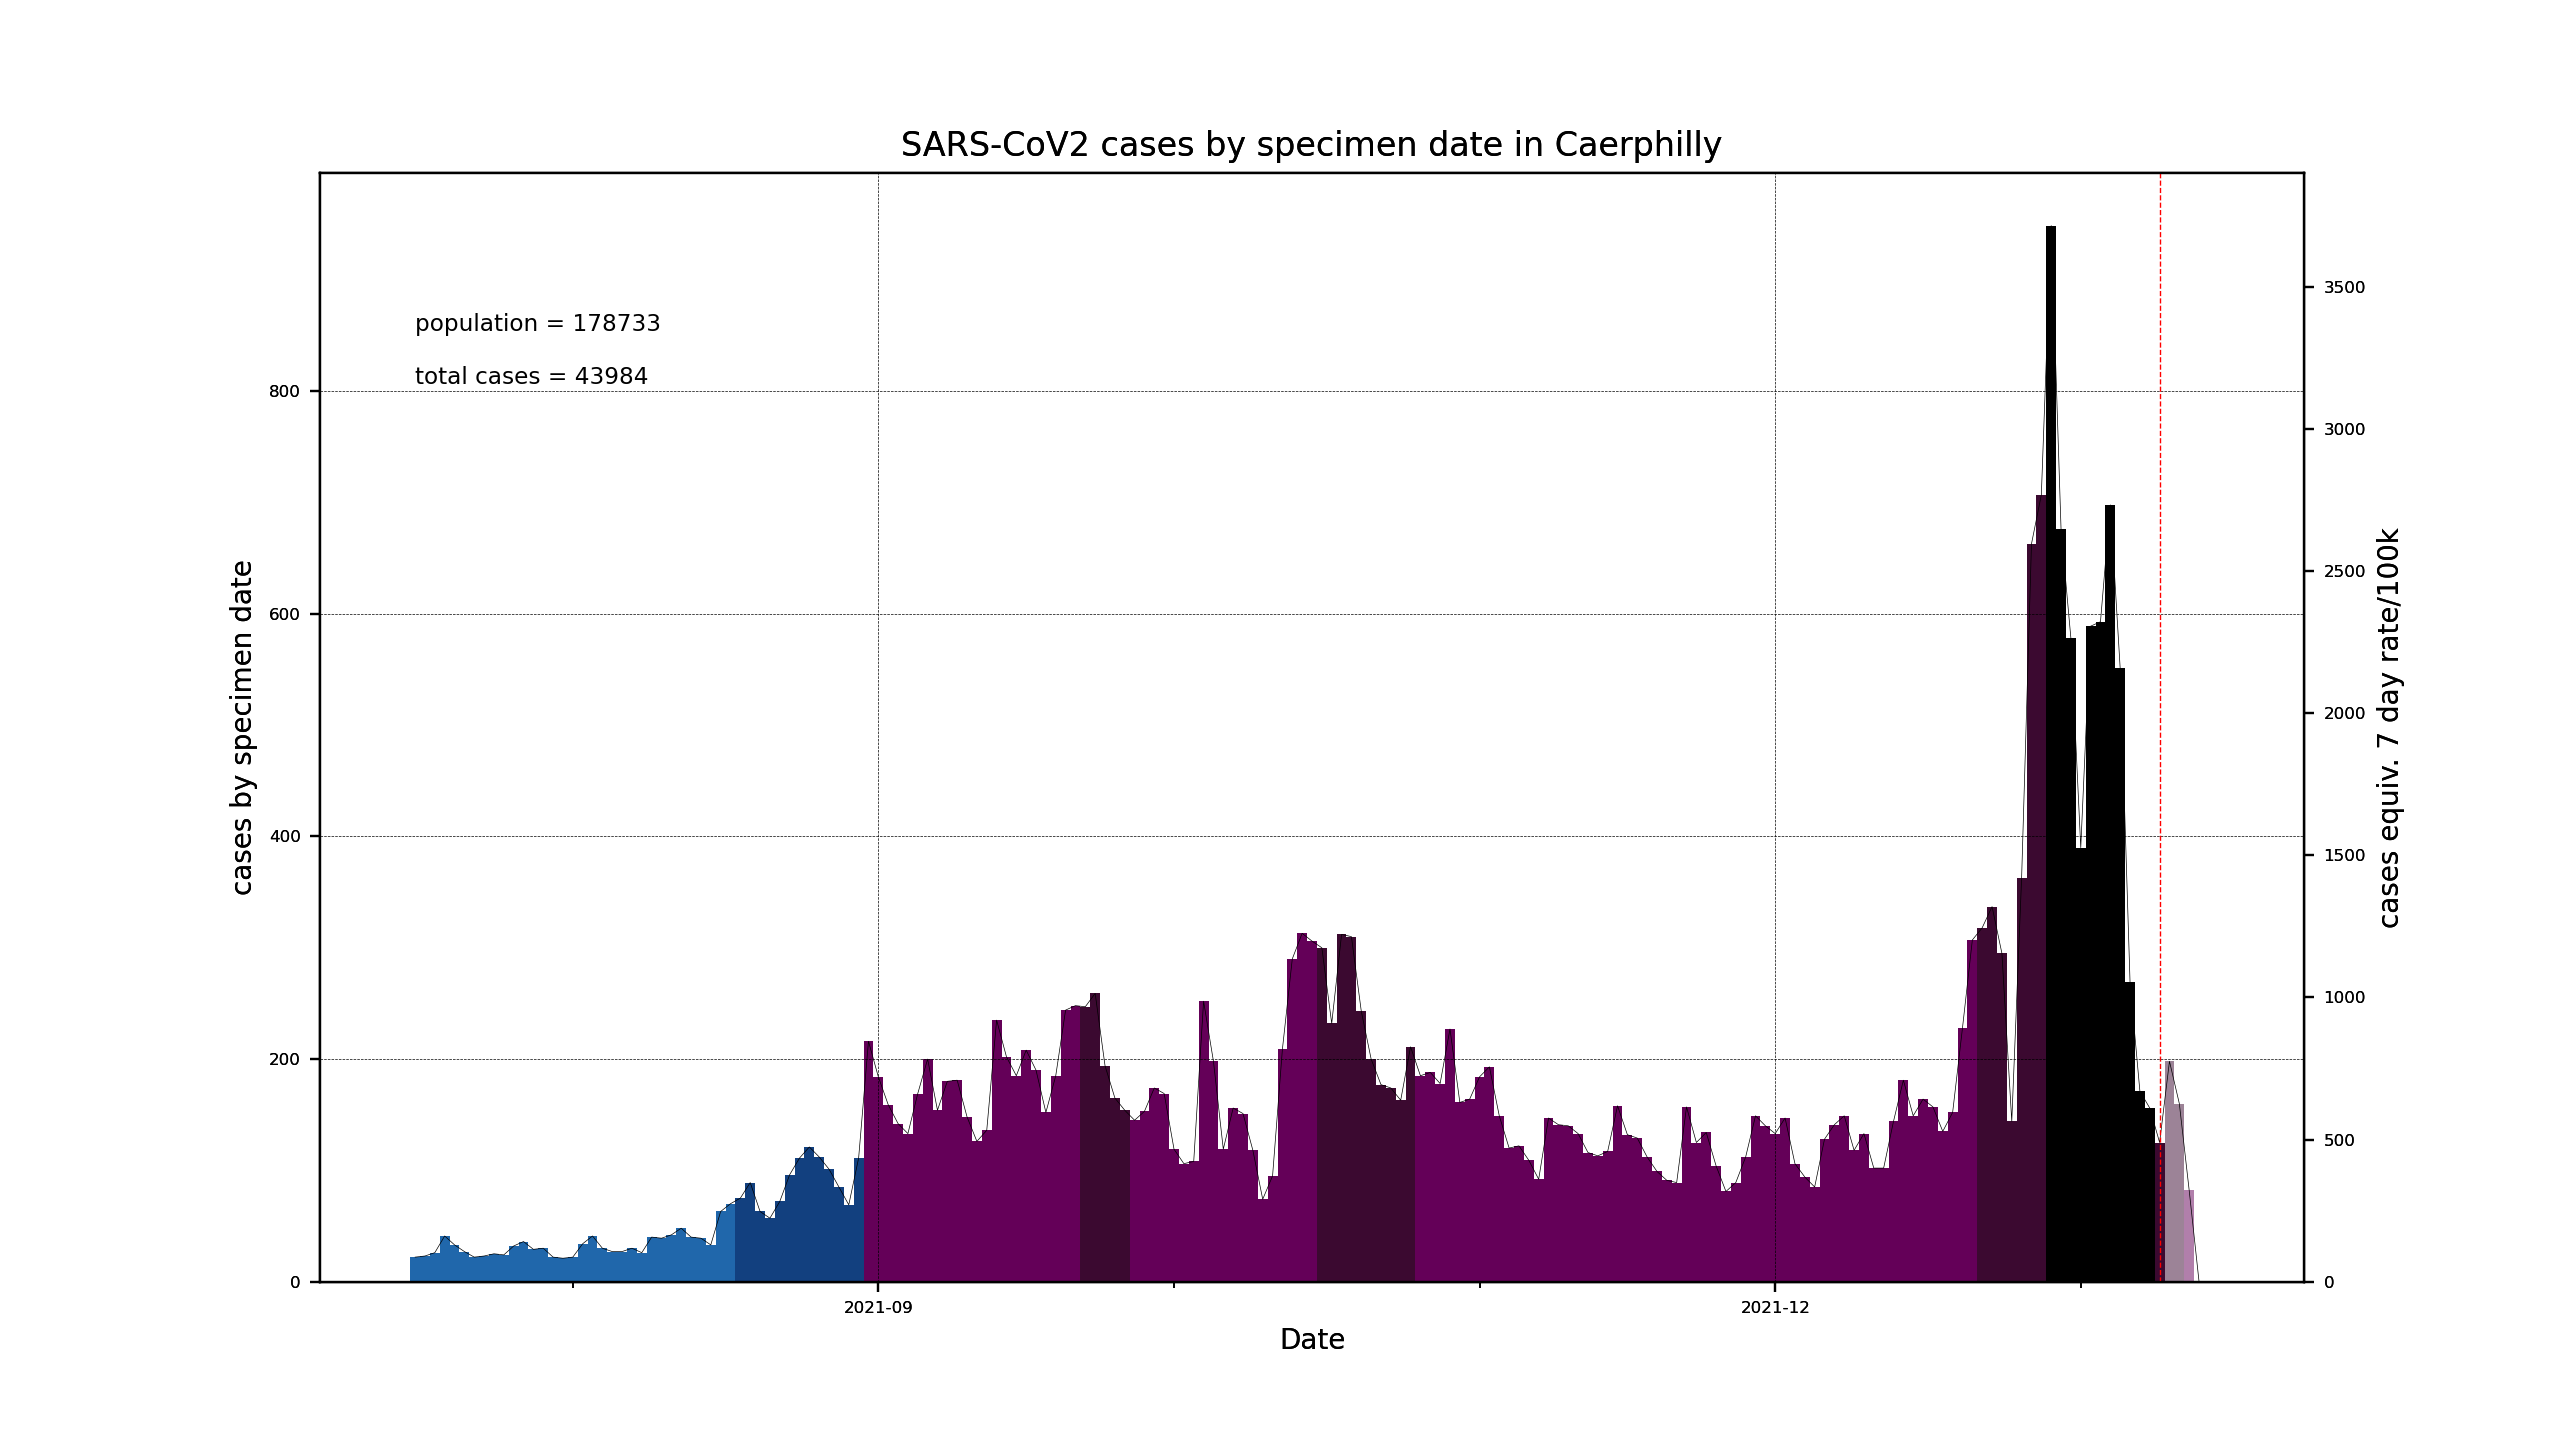 SARS-CoV2 cases by specimen date in Caerphilly
population = 178733
total cases = 43984
cases by specimen date
800
600
400
200
0
3500
3000
2500
2000
1500
1000
500
0
cases equiv. 7 day rate/100k
2021-09
2021-12
Date